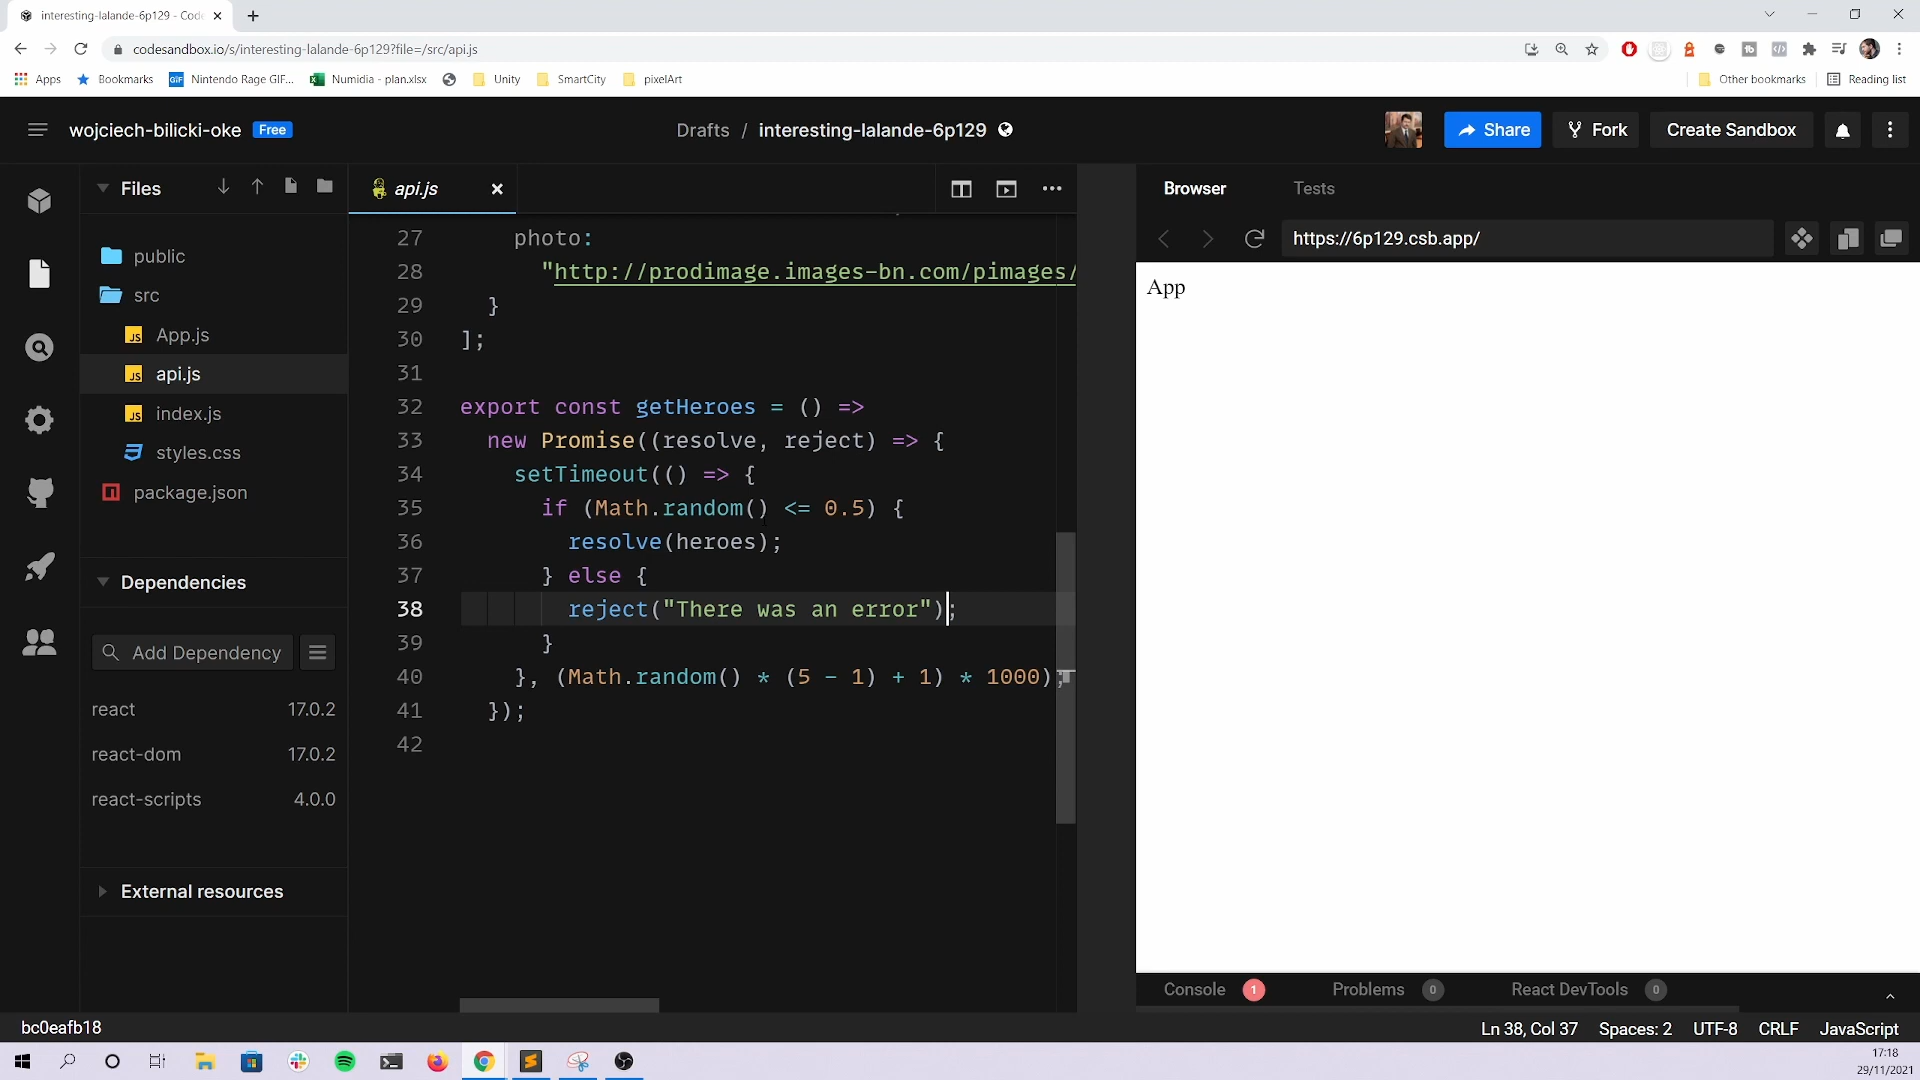 interesting-lalande-6p129 - Code
codesandbox.io/s/interesting-lalande-6p129?file=/src/api.js
Apps
Bookmarks
Nintendo Rage GIF...
Numidia - plan.xlsx
Unity
SmartCity
pixelArt
Other bookmarks
Reading list
wojciech-bilicki-oke
Free
Drafts / interesting-lalande-6p129
Share
Fork
Create Sandbox
Files
api.js
Browser
Tests
https://6p129.csb.app/
public
src
App.js
api.js
index.js
styles.css
package.json
Dependencies
Add Dependency
react 17.0.2
react-dom 17.0.2
react-scripts 4.0.0
External resources
27 photo:
28 "http://prodimage.images-bn.com/pimages/
29 }
30 ];
31
32 export const getHeroes = () =>
33 new Promise((resolve, reject) => {
34 setTimeout(() => {
35 if (Math.random() <= 0.5) {
36 resolve(heroes);
37 } else {
38 reject("There was an error");
39 }
40 }, (Math.random() * (5 - 1) + 1) * 1000);
41 });
42
App
Console 1
Problems 0
React DevTools 0
bc0eafb18
Ln 38, Col 37
Spaces: 2
UTF-8
CRLF
JavaScript
17:18
29/11/2021